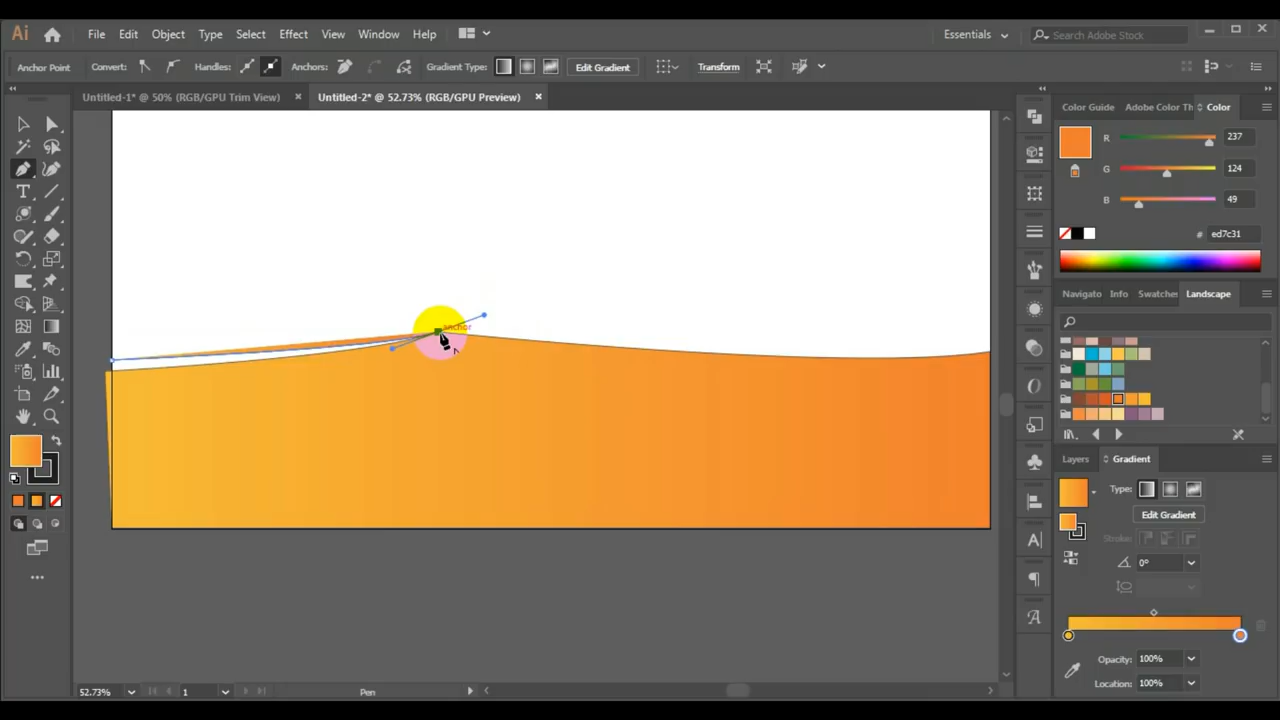 Ai File Edit Object Type Select Effect View Window Help Essentials Search Adobe Stock
Anchor Point Convert: Handles: Anchors: Gradient Type: Edit Gradient Transform
Untitled-1* @ 50% (RGB/GPU Trim View) × Untitled-2* @ 52.73% (RGB/GPU Preview) ×
Color Guide Adobe Color Th Color
R 237
G 124
B 49
# ed7c31
Navigato Info Swatche Landscape
anchor
Layers Gradient
Type:
Edit Gradient
Stroke:
0°
Opacity: 100%
Location: 100%
52.73% 1 Pen